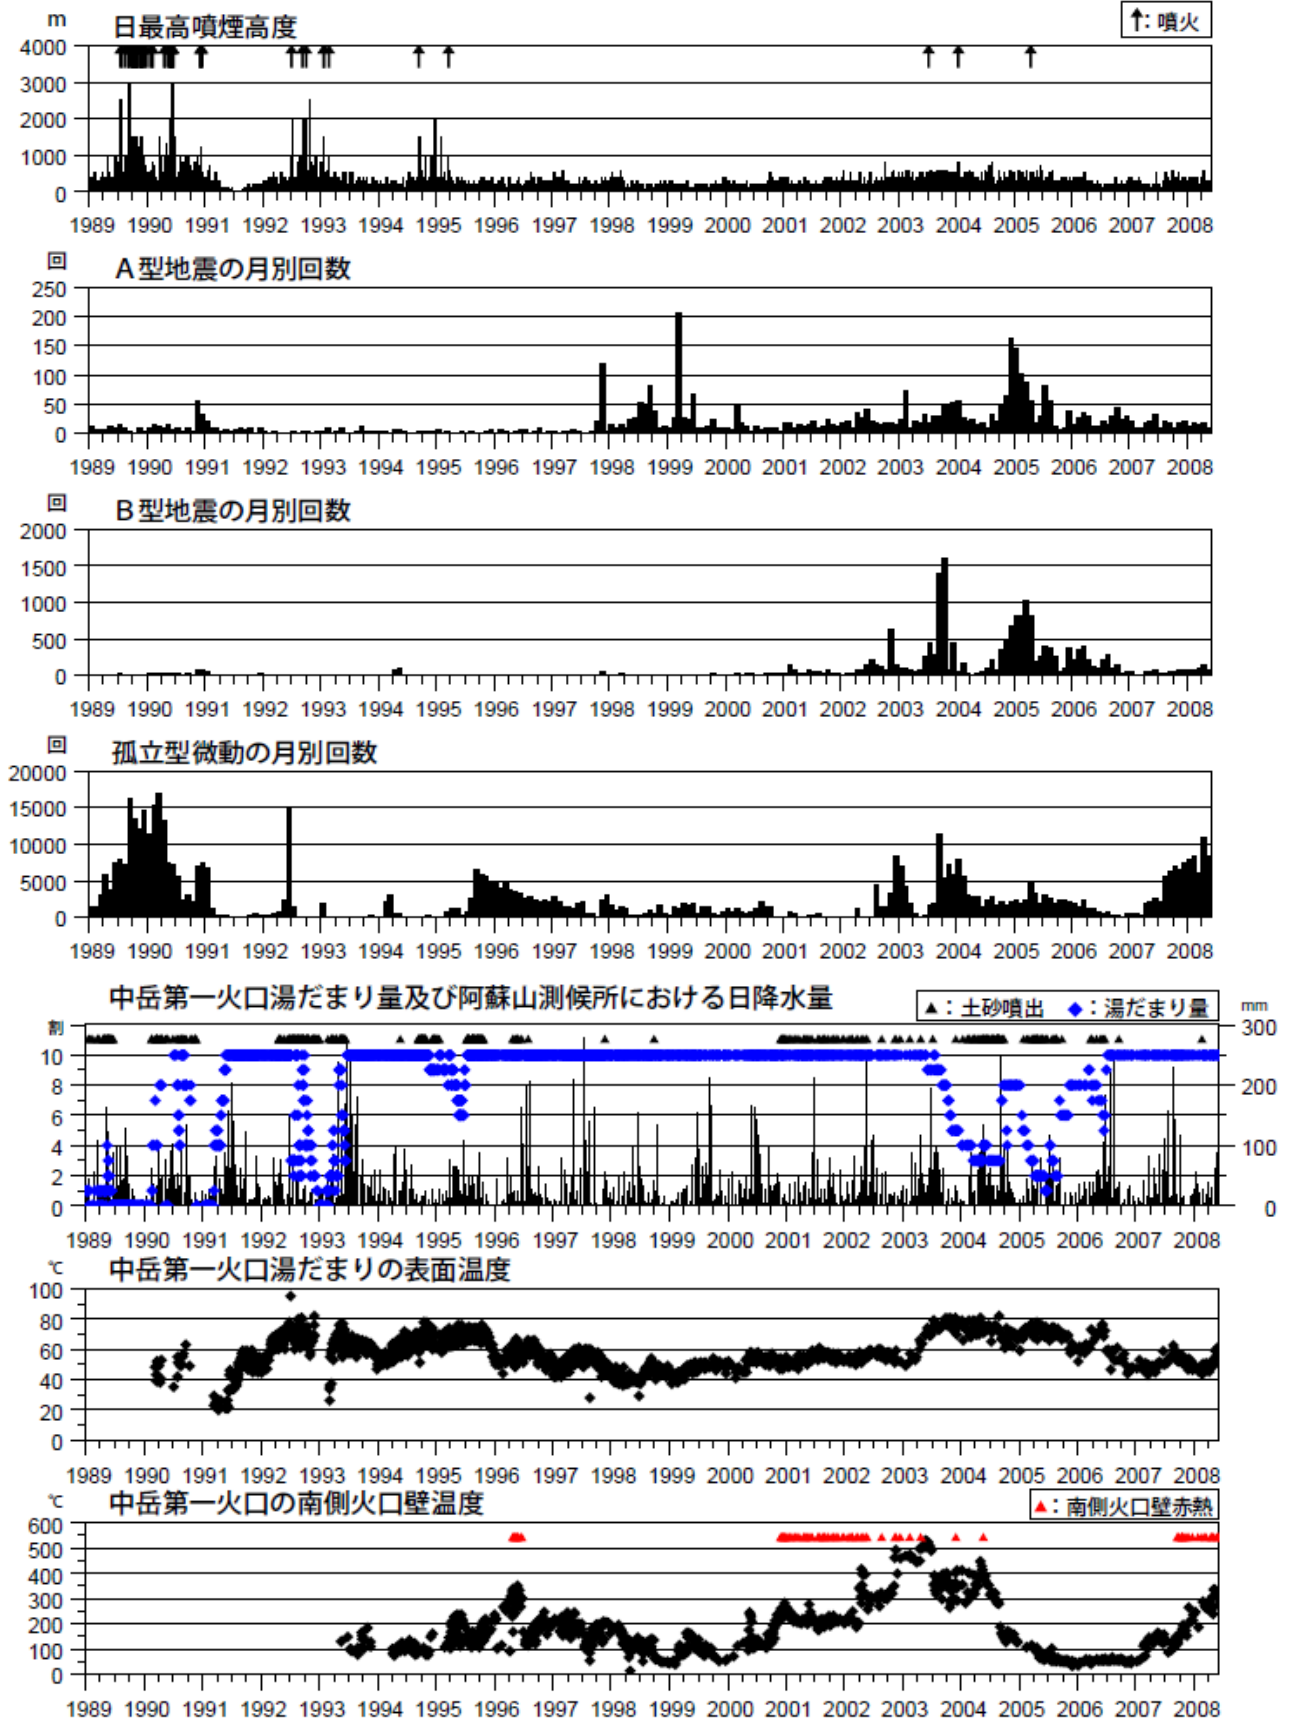 m
日最高噴煙高度
↑: 噴火
4000
3000
2000
1000
0
1989 1990 1991 1992 1993 1994 1995 1996 1997 1998 1999 2000 2001 2002 2003 2004 2005 2006 2007 2008
回
A型地震の月別回数
250
200
150
100
50
0
1989 1990 1991 1992 1993 1994 1995 1996 1997 1998 1999 2000 2001 2002 2003 2004 2005 2006 2007 2008
回
B型地震の月別回数
2000
1500
1000
500
0
1989 1990 1991 1992 1993 1994 1995 1996 1997 1998 1999 2000 2001 2002 2003 2004 2005 2006 2007 2008
回
孤立型微動の月別回数
20000
15000
10000
5000
0
1989 1990 1991 1992 1993 1994 1995 1996 1997 1998 1999 2000 2001 2002 2003 2004 2005 2006 2007 2008
中岳第一火口湯だまり量及び阿蘇山測候所における日降水量
▲: 土砂噴出 ◆: 湯だまり量
mm
割
300
10
8 200
6
4 100
2
0 0
1989 1990 1991 1992 1993 1994 1995 1996 1997 1998 1999 2000 2001 2002 2003 2004 2005 2006 2007 2008
℃
中岳第一火口湯だまりの表面温度
100
80
60
40
20
0
1989 1990 1991 1992 1993 1994 1995 1996 1997 1998 1999 2000 2001 2002 2003 2004 2005 2006 2007 2008
℃
中岳第一火口の南側火口壁温度
▲: 南側火口壁赤熱
600
500
400
300
200
100
0
1989 1990 1991 1992 1993 1994 1995 1996 1997 1998 1999 2000 2001 2002 2003 2004 2005 2006 2007 2008